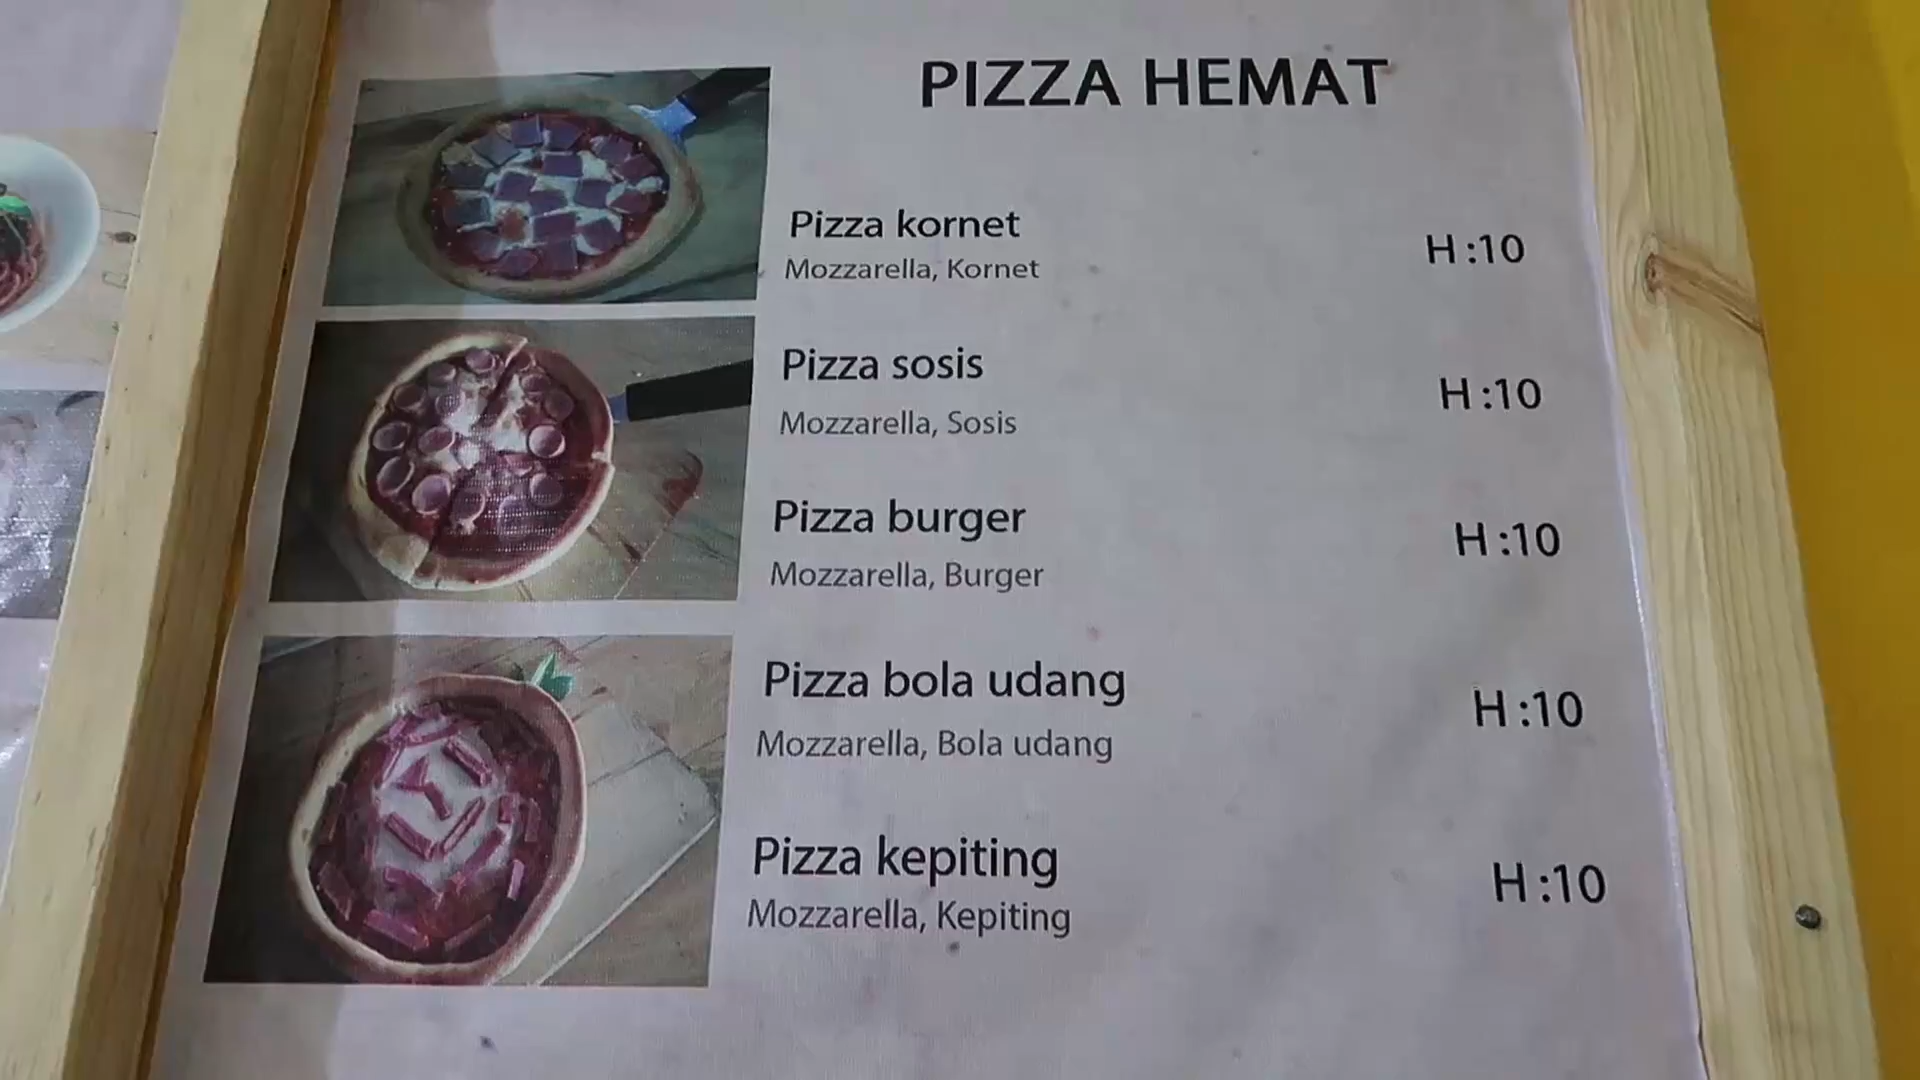 PIZZA HEMAT
Pizza kornet
Mozzarella, Kornet
H :10
Pizza sosis
Mozzarella, Sosis
H :10
Pizza burger
Mozzarella, Burger
H :10
Pizza bola udang
Mozzarella, Bola udang
H :10
Pizza kepiting
Mozzarella, Kepiting
H :10